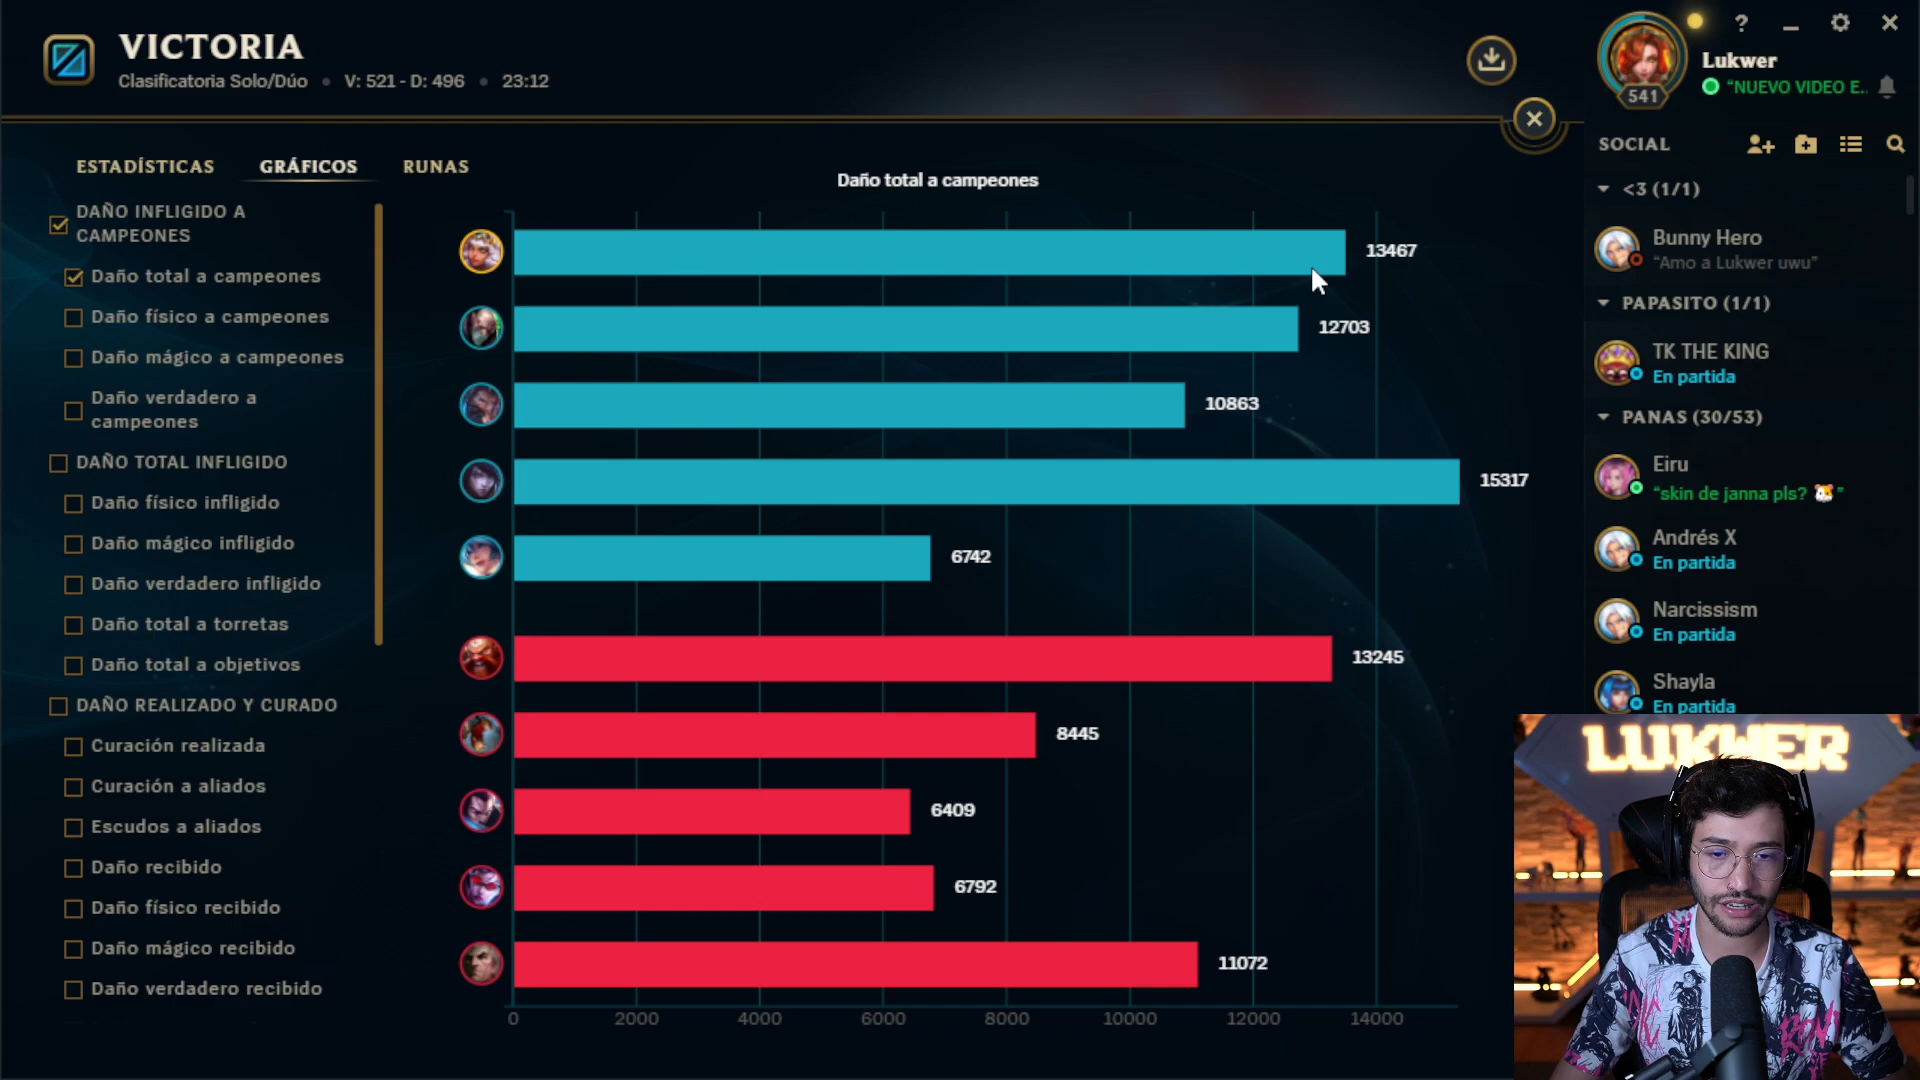 VICTORIA
Clasificatoria Solo/Dúo • V: 521 - D: 496 • 23:12
ESTADÍSTICAS GRÁFICOS RUNAS
DAÑO INFLIGIDO A
CAMPEONES
Daño total a campeones
Daño físico a campeones
Daño mágico a campeones
Daño verdadero a
campeones
DAÑO TOTAL INFLIGIDO
Daño físico infligido
Daño mágico infligido
Daño verdadero infligido
Daño total a torretas
Daño total a objetivos
DAÑO REALIZADO Y CURADO
Curación realizada
Curación a aliados
Escudos a aliados
Daño recibido
Daño físico recibido
Daño mágico recibido
Daño verdadero recibido
Daño total a campeones
13467
12703
10863
15317
6742
13245
8445
6409
6792
11072
0 2000 4000 6000 8000 10000 12000 14000
?
541
Lukwer
“NUEVO VIDEO E..
SOCIAL
<3 (1/1)
Bunny Hero
“Amo a Lukwer uwu”
PAPASITO (1/1)
TK THE KING
En partida
PANAS (30/53)
Eiru
“skin de janna pls? 🐹”
Andrés X
En partida
Narcissism
En partida
Shayla
En partida
LUKWER